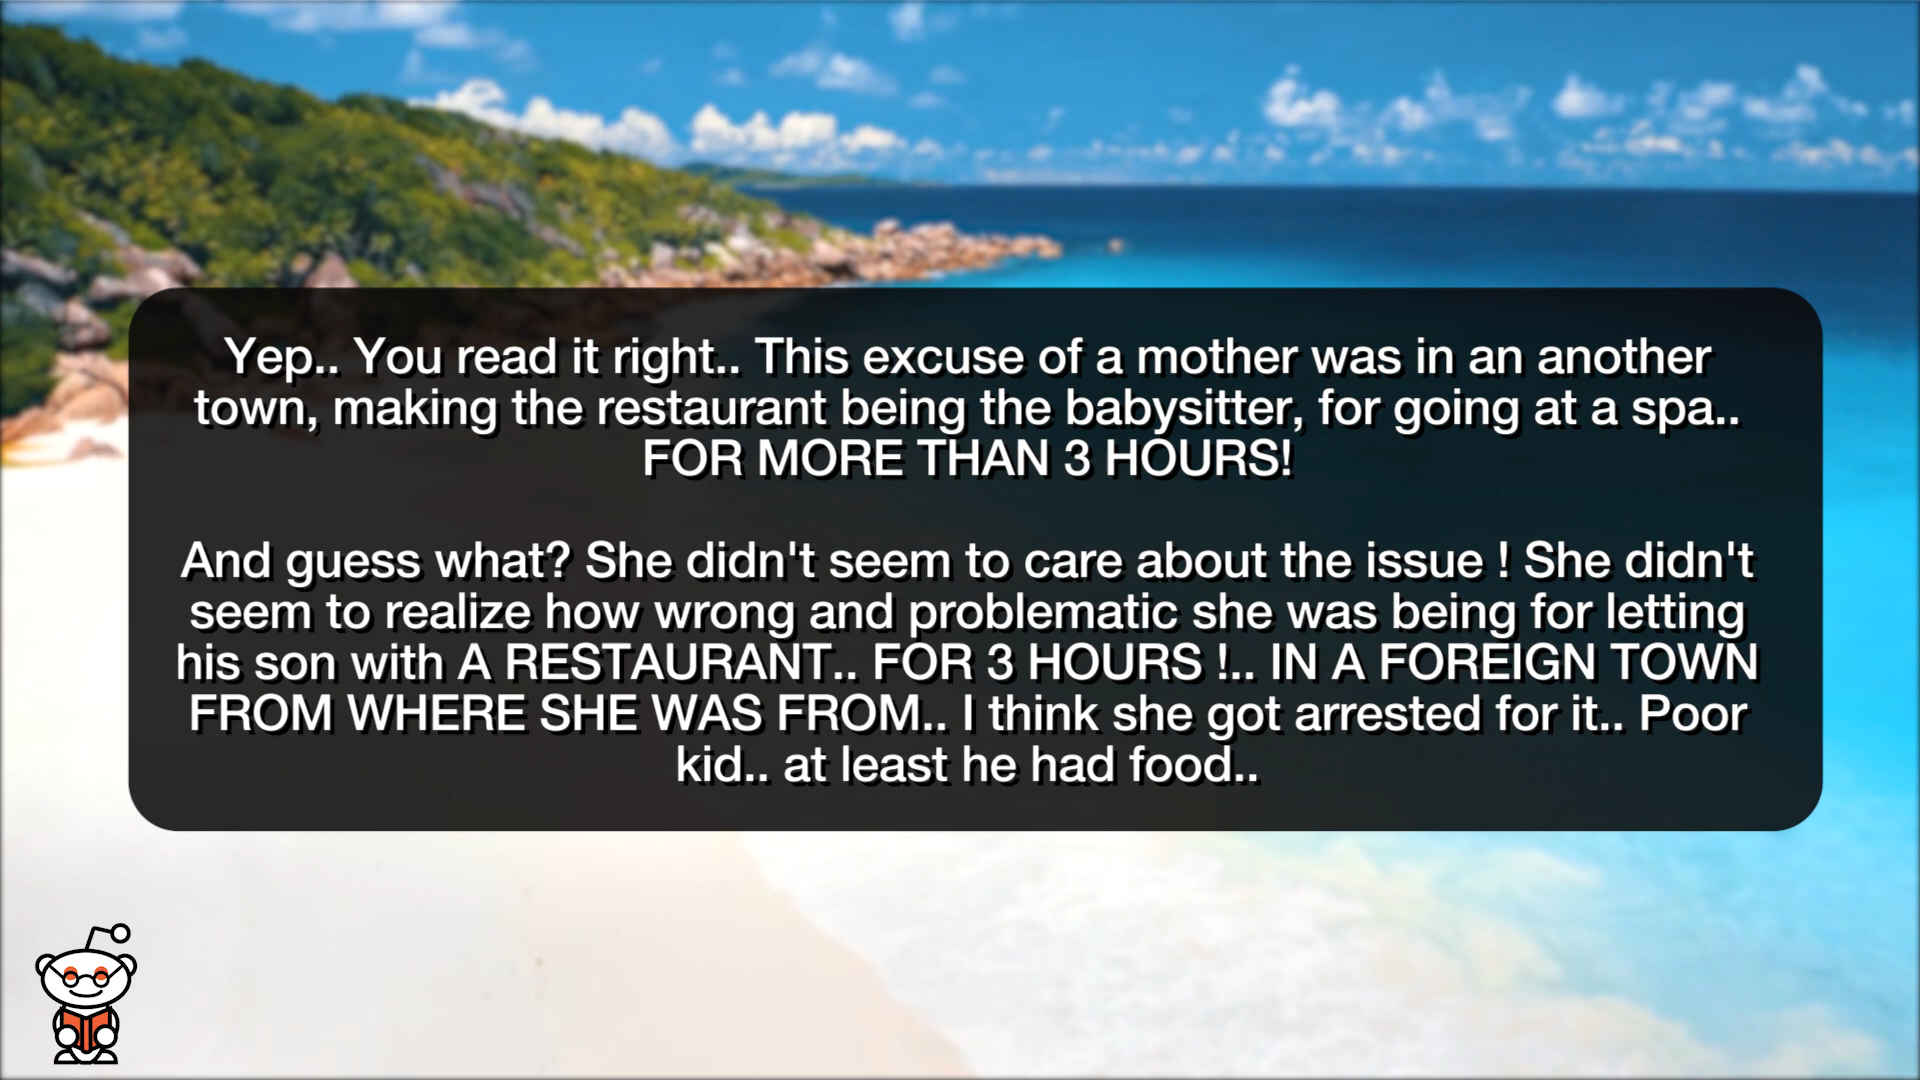 Yep.. You read it right.. This excuse of a mother was in an another
town, making the restaurant being the babysitter, for going at a spa..
FOR MORE THAN 3 HOURS!
And guess what? She didn't seem to care about the issue ! She didn't
seem to realize how wrong and problematic she was being for letting
his son with A RESTAURANT.. FOR 3 HOURS !.. IN A FOREIGN TOWN
FROM WHERE SHE WAS FROM.. I think she got arrested for it.. Poor
kid.. at least he had food..